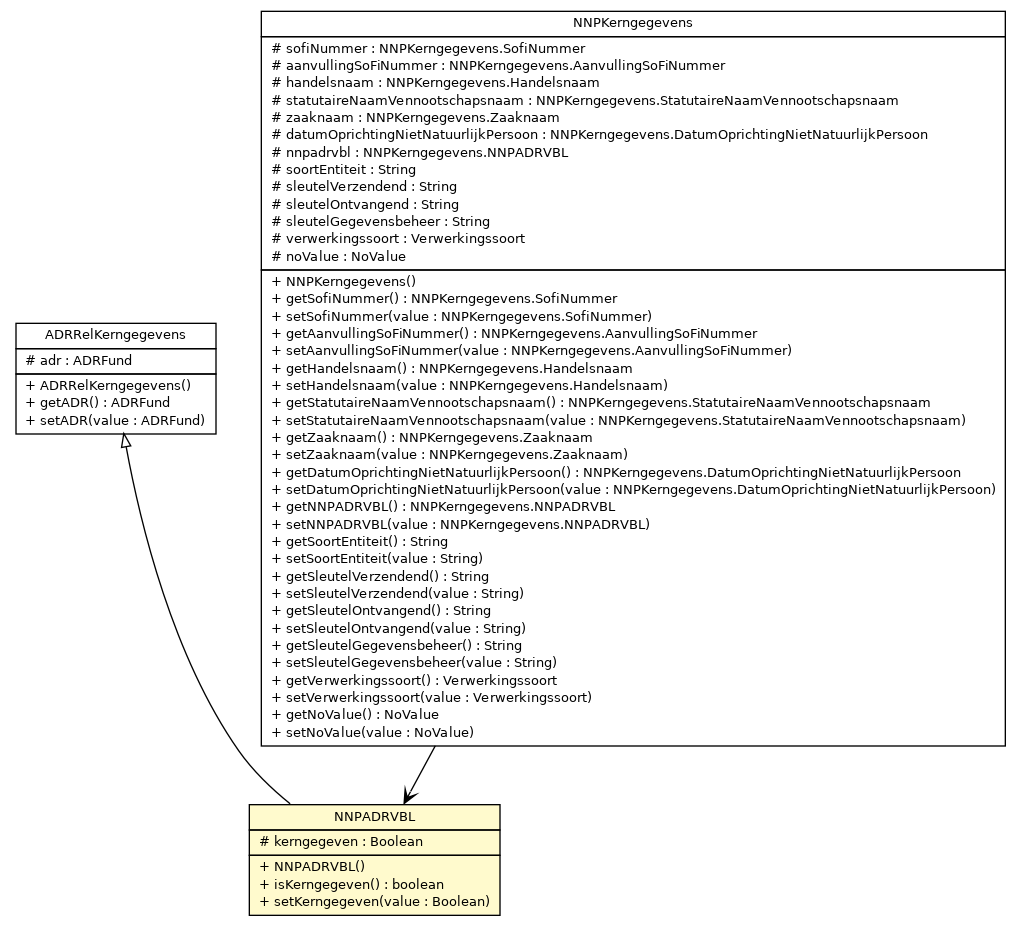 NNPKerngegevens
# sofiNummer : NNPKerngegevens.SofiNummer
# aanvullingSoFiNummer : NNPKerngegevens.AanvullingSoFiNummer
# handelsnaam : NNPKerngegevens.Handelsnaam
# statutaireNaamVennootschapsnaam : NNPKerngegevens.StatutaireNaamVennootschapsnaam
# zaaknaam : NNPKerngegevens.Zaaknaam
# datumOprichtingNietNatuurlijkPersoon : NNPKerngegevens.DatumOprichtingNietNatuurlijkPersoon
# nnpadrvbl : NNPKerngegevens.NNPADRVBL
# soortEntiteit : String
# sleutelVerzendend : String
# sleutelOntvangend : String
# sleutelGegevensbeheer : String
# verwerkingssoort : Verwerkingssoort
# noValue : NoValue
+ NNPKerngegevens()
+ getSofiNummer() : NNPKerngegevens.SofiNummer
+ setSofiNummer(value : NNPKerngegevens.SofiNummer)
+ getAanvullingSoFiNummer() : NNPKerngegevens.AanvullingSoFiNummer
+ setAanvullingSoFiNummer(value : NNPKerngegevens.AanvullingSoFiNummer)
+ getHandelsnaam() : NNPKerngegevens.Handelsnaam
+ setHandelsnaam(value : NNPKerngegevens.Handelsnaam)
+ getStatutaireNaamVennootschapsnaam() : NNPKerngegevens.StatutaireNaamVennootschapsnaam
+ setStatutaireNaamVennootschapsnaam(value : NNPKerngegevens.StatutaireNaamVennootschapsnaam)
+ getZaaknaam() : NNPKerngegevens.Zaaknaam
+ setZaaknaam(value : NNPKerngegevens.Zaaknaam)
+ getDatumOprichtingNietNatuurlijkPersoon() : NNPKerngegevens.DatumOprichtingNietNatuurlijkPersoon
+ setDatumOprichtingNietNatuurlijkPersoon(value : NNPKerngegevens.DatumOprichtingNietNatuurlijkPersoon)
+ getNNPADRVBL() : NNPKerngegevens.NNPADRVBL
+ setNNPADRVBL(value : NNPKerngegevens.NNPADRVBL)
+ getSoortEntiteit() : String
+ setSoortEntiteit(value : String)
+ getSleutelVerzendend() : String
+ setSleutelVerzendend(value : String)
+ getSleutelOntvangend() : String
+ setSleutelOntvangend(value : String)
+ getSleutelGegevensbeheer() : String
+ setSleutelGegevensbeheer(value : String)
+ getVerwerkingssoort() : Verwerkingssoort
+ setVerwerkingssoort(value : Verwerkingssoort)
+ getNoValue() : NoValue
+ setNoValue(value : NoValue)
ADRRelKerngegevens
# adr : ADRFund
+ ADRRelKerngegevens()
+ getADR() : ADRFund
+ setADR(value : ADRFund)
NNPADRVBL
# kerngegeven : Boolean
+ NNPADRVBL()
+ isKerngegeven() : boolean
+ setKerngegeven(value : Boolean)